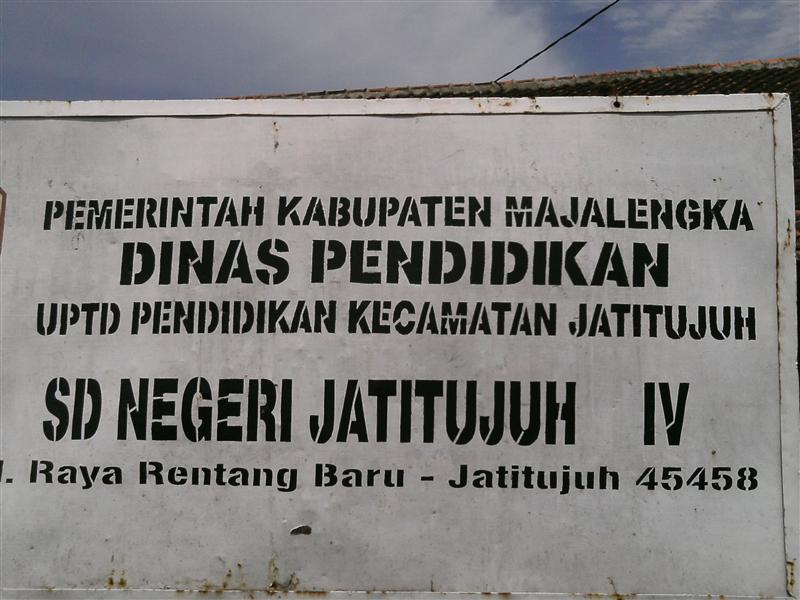 PEMERINTAH KABUPATEN MAJALENGKA
DINAS PENDIDIKAN
UPTD PENDIDIKAN KECAMATAN JATITUJUH
SD NEGERI JATITUJUH IV
l. Raya Rentang Baru - Jatitujuh 45458